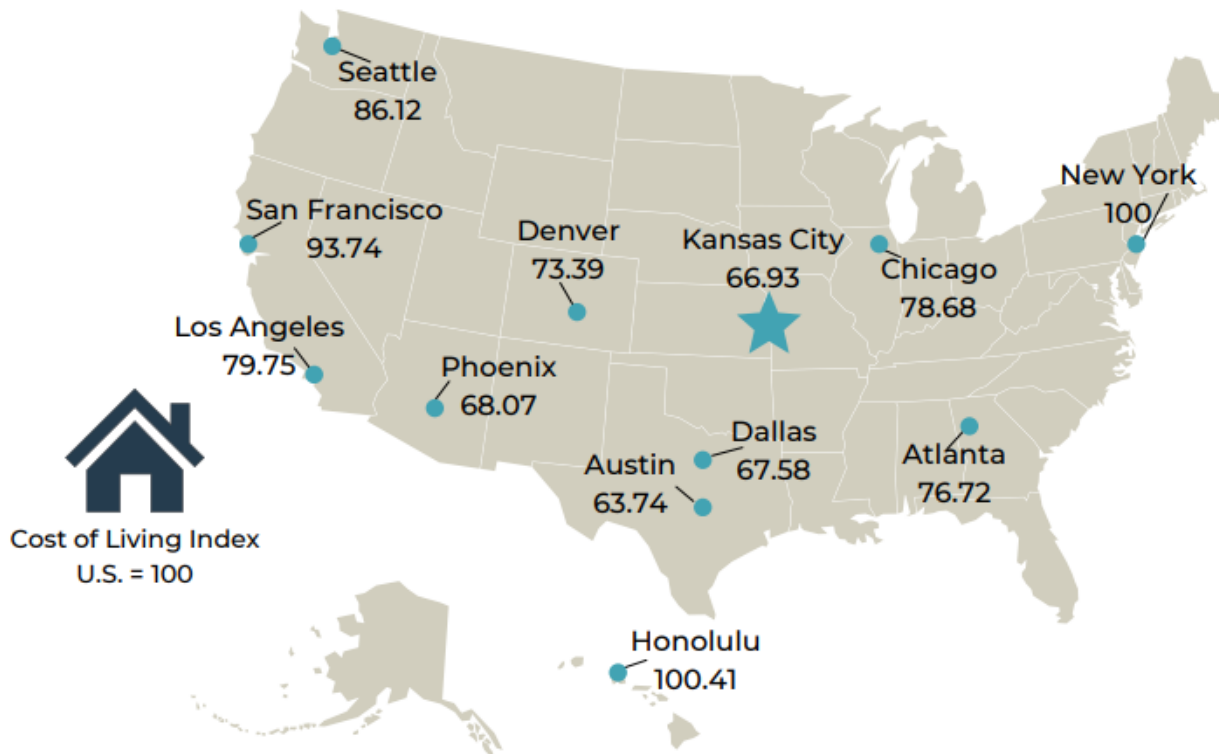 Seattle
86.12
New York
100
San Francisco
93.74
Denver
73.39
Kansas City
66.93
Chicago
78.68
Los Angeles
79.75
Phoenix
68.07
Dallas
67.58
Austin
63.74
Atlanta
76.72
Cost of Living Index
U.S. = 100
Honolulu
100.41